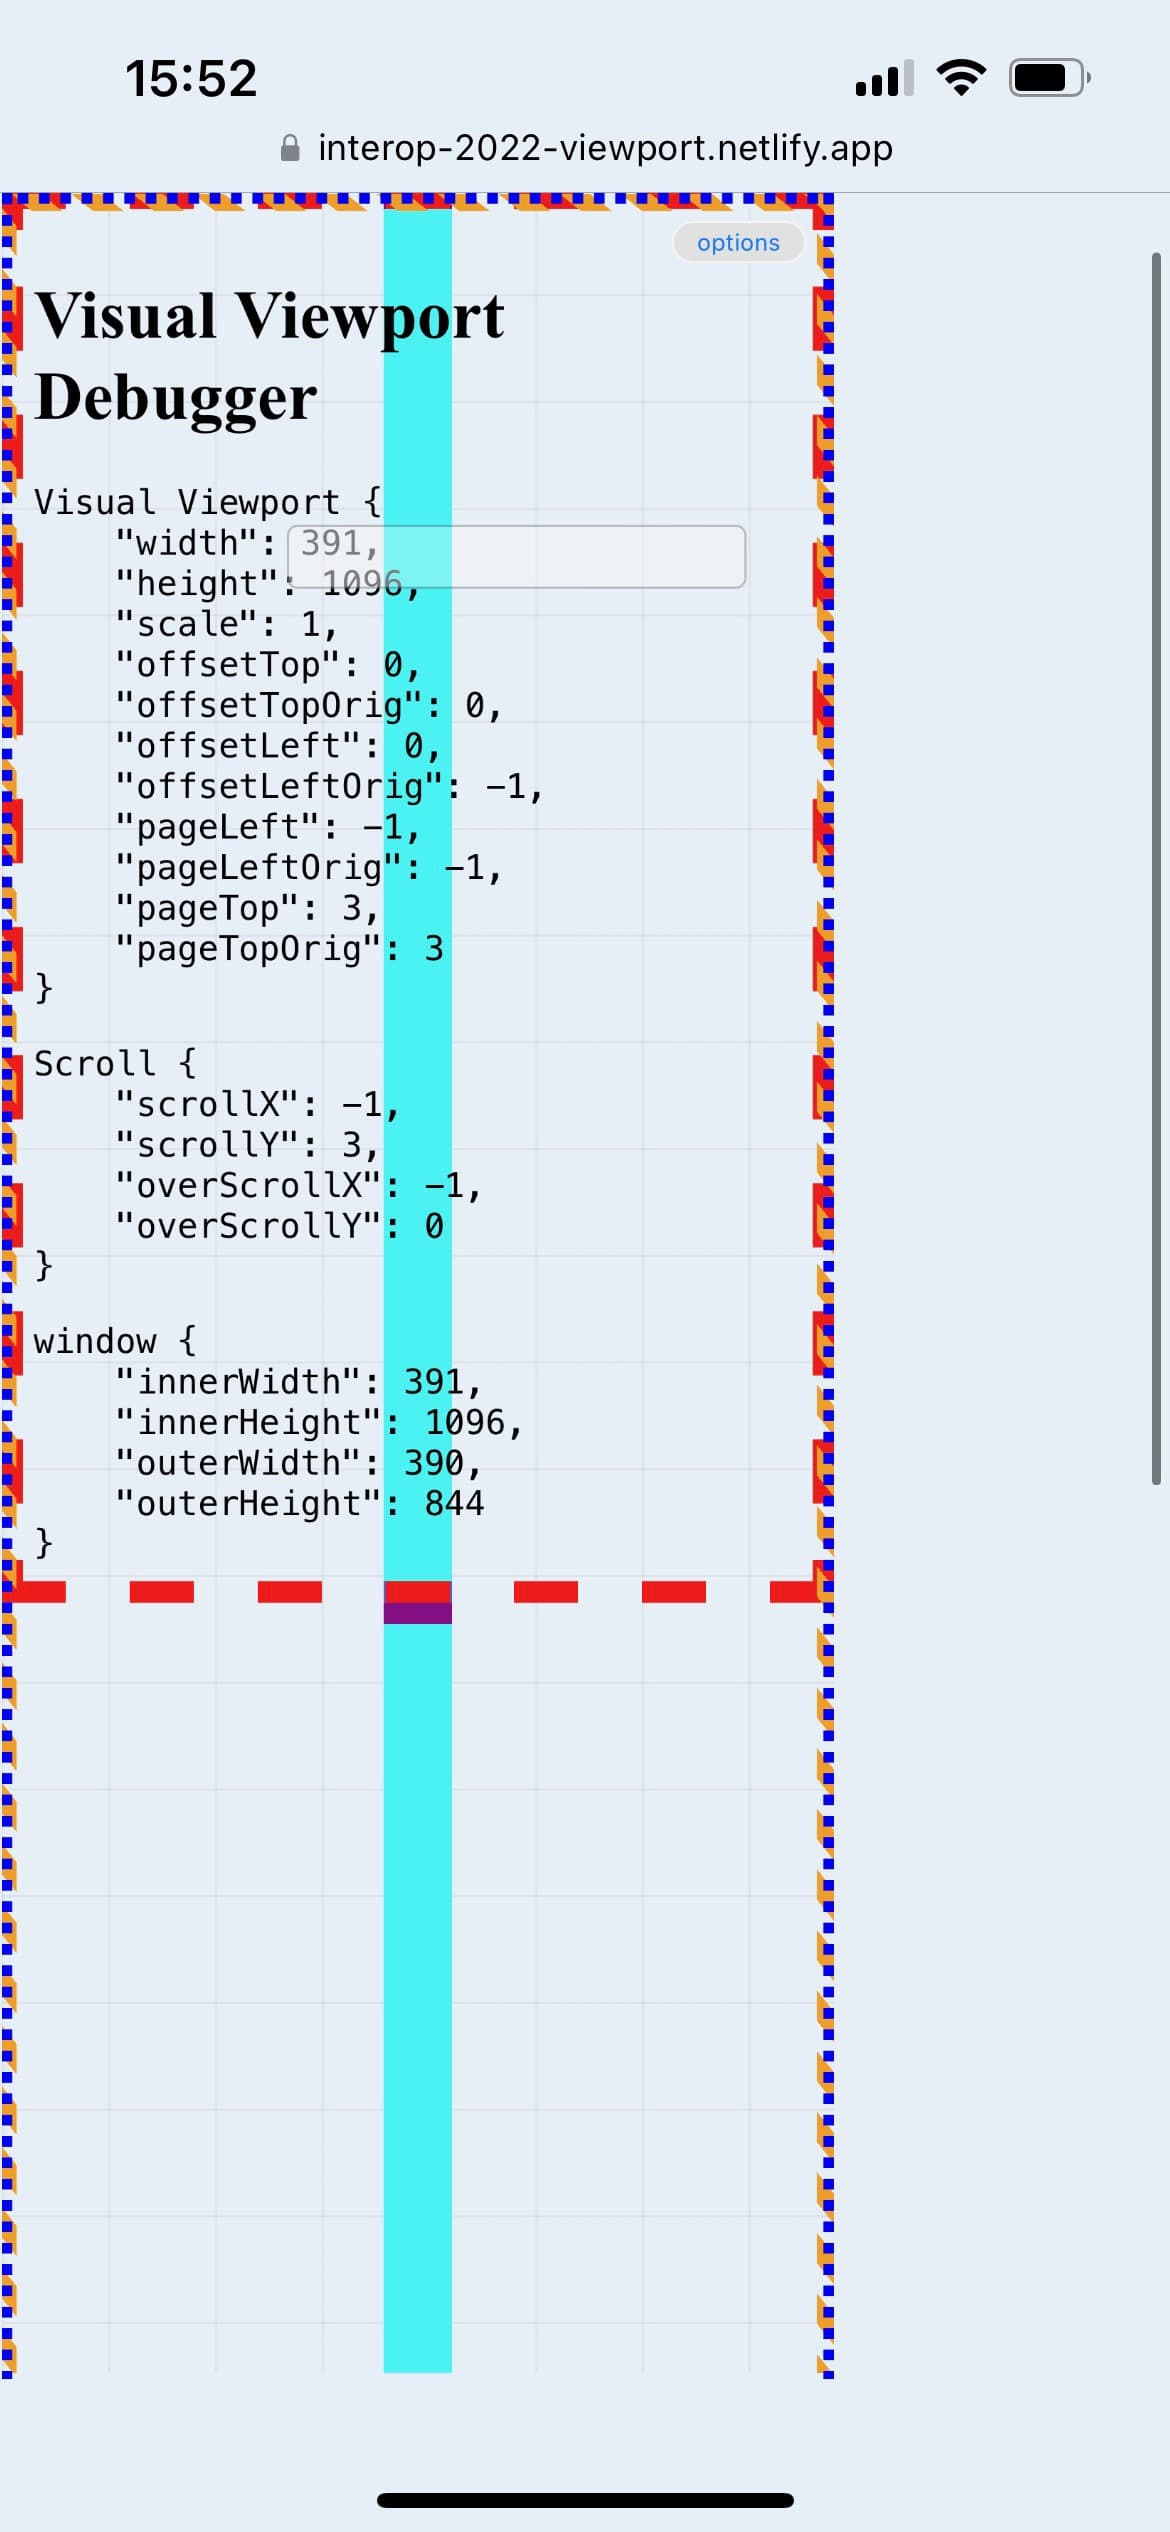 15:52
interop-2022-viewport.netlify.app
options
Visual Viewport
Debugger
Visual Viewport {
"width": 391,
"height": 1096,
"scale": 1,
"offsetTop": 0,
"offsetTopOrig": 0,
"offsetLeft": 0,
"offsetLeftOrig": −1,
"pageLeft": −1,
"pageLeftOrig": −1,
"pageTop": 3,
"pageTopOrig": 3
}
Scroll {
"scrollX": −1,
"scrollY": 3,
"overScrollX": −1,
"overScrollY": 0
}
window {
"innerWidth": 391,
"innerHeight": 1096,
"outerWidth": 390,
"outerHeight": 844
}